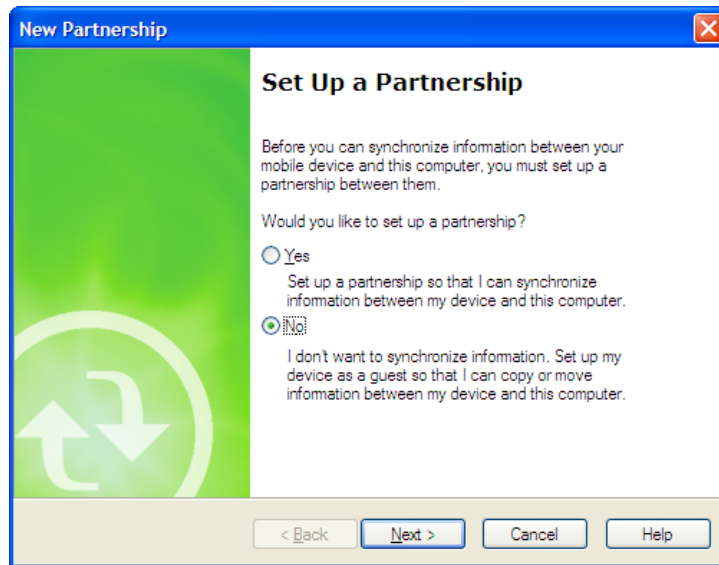 New Partnership
Set Up a Partnership
Before you can synchronize information between your
mobile device and this computer, you must set up a
partnership between them.
Would you like to set up a partnership?
Yes
Set up a partnership so that I can synchronize
information between my device and this computer.
No
I don't want to synchronize information. Set up my
device as a guest so that I can copy or move
information between my device and this computer.
< Back
Next >
Cancel
Help